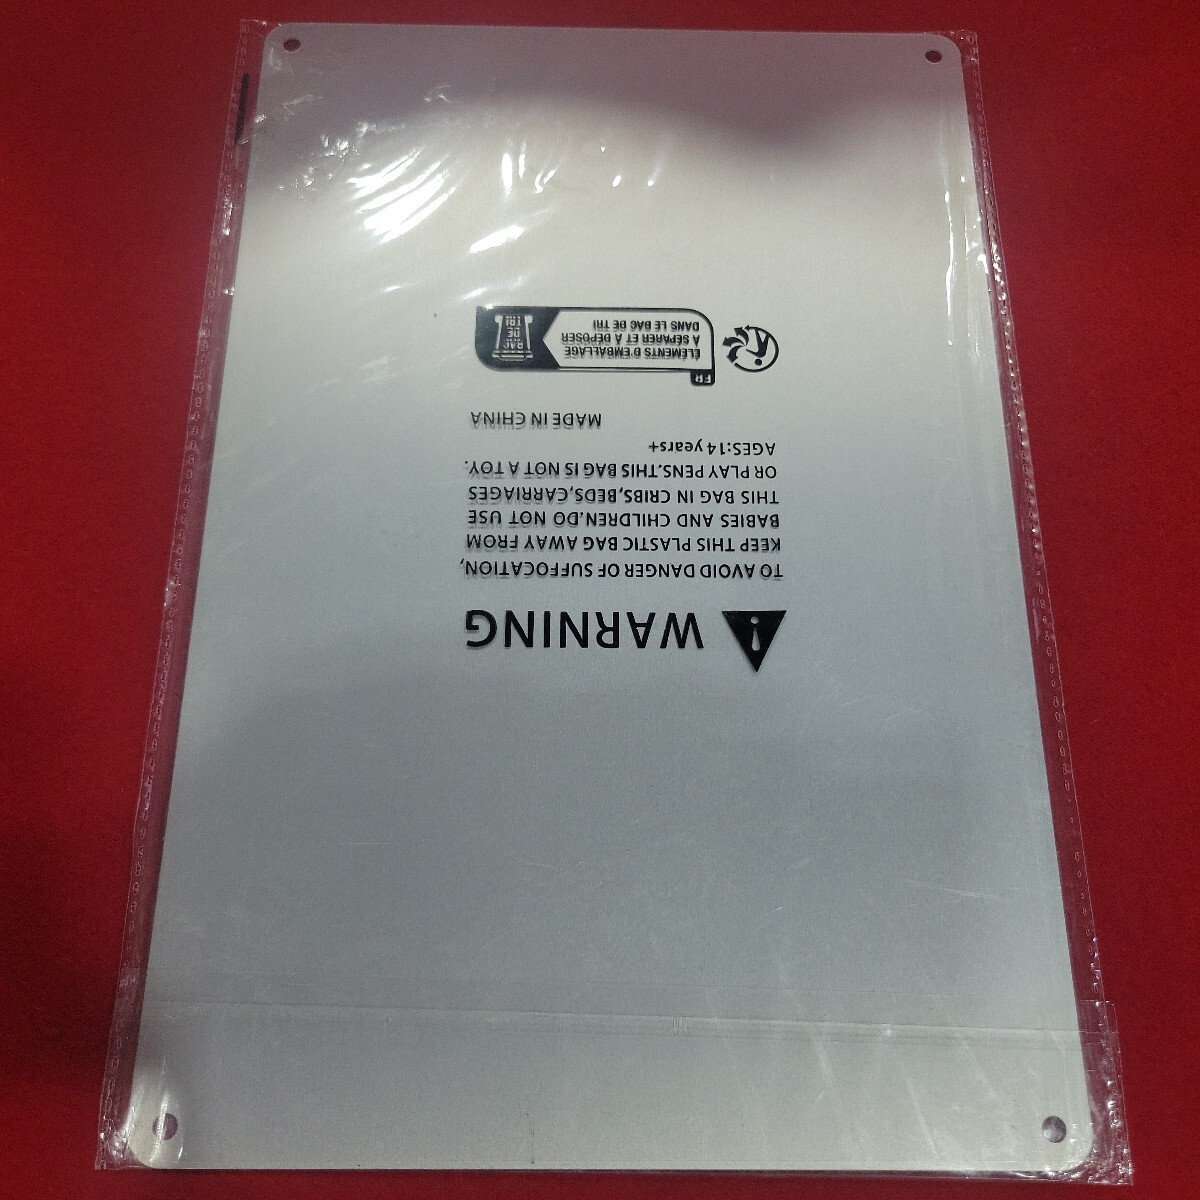 WARNING
TO AVOID DANGER OF SUFFOCATION,
KEEP THIS PLASTIC BAG AWAY FROM
BABIES AND CHILDREN.DO NOT USE
THIS BAG IN CRIBS,BEDS,CARRIAGES
OR PLAY PENS.THIS BAG IS NOT A TOY.
AGES:14 years+
MADE IN CHINA
FR
ÉLÉMENTS D'EMBALLAGE
À SÉPARER ET À DÉPOSER
DANS LE BAC DE TRI
BAC
DE
TRI